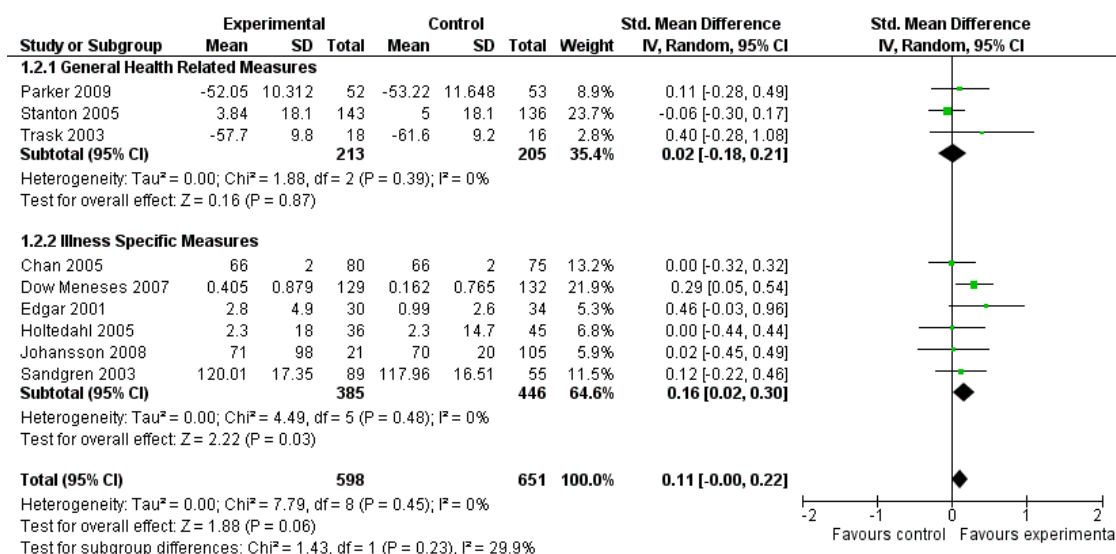 Experimental Control Std. Mean Difference Std. Mean Difference
Study or Subgroup Mean SD Total Mean SD Total Weight IV, Random, 95% CI IV, Random, 95% CI
1.2.1 General Health Related Measures
Parker 2009 -52.05 10.312 52 -53.22 11.648 53 8.9% 0.11 [-0.28, 0.49]
Stanton 2005 3.84 18.1 143 5 18.1 136 23.7% -0.06 [-0.30, 0.17]
Trask 2003 -57.7 9.8 18 -61.6 9.2 16 2.8% 0.40 [-0.28, 1.08]
Subtotal (95% CI) 213 205 35.4% 0.02 [-0.18, 0.21]
Heterogeneity: Tau² = 0.00; Chi² = 1.88, df = 2 (P = 0.39); I² = 0%
Test for overall effect: Z = 0.16 (P = 0.87)
1.2.2 Illness Specific Measures
Chan 2005 66 2 80 66 2 75 13.2% 0.00 [-0.32, 0.32]
Dow Meneses 2007 0.405 0.879 129 0.162 0.765 132 21.9% 0.29 [0.05, 0.54]
Edgar 2001 2.8 4.9 30 0.99 2.6 34 5.3% 0.46 [-0.03, 0.96]
Holtedahl 2005 2.3 18 36 2.3 14.7 45 6.8% 0.00 [-0.44, 0.44]
Johansson 2008 71 98 21 70 20 105 5.9% 0.02 [-0.45, 0.49]
Sandgren 2003 120.01 17.35 89 117.96 16.51 55 11.5% 0.12 [-0.22, 0.46]
Subtotal (95% CI) 385 446 64.6% 0.16 [0.02, 0.30]
Heterogeneity: Tau² = 0.00; Chi² = 4.49, df = 5 (P = 0.48); I² = 0%
Test for overall effect: Z = 2.22 (P = 0.03)
Total (95% CI) 598 651 100.0% 0.11 [-0.00, 0.22]
Heterogeneity: Tau² = 0.00; Chi² = 7.79, df = 8 (P = 0.45); I² = 0%
Test for overall effect: Z = 1.88 (P = 0.06)
Test for subgroup differences: Chi² = 1.43, df = 1 (P = 0.23), I² = 29.9%
-2 -1 0 1 2
Favours control Favours experimenta